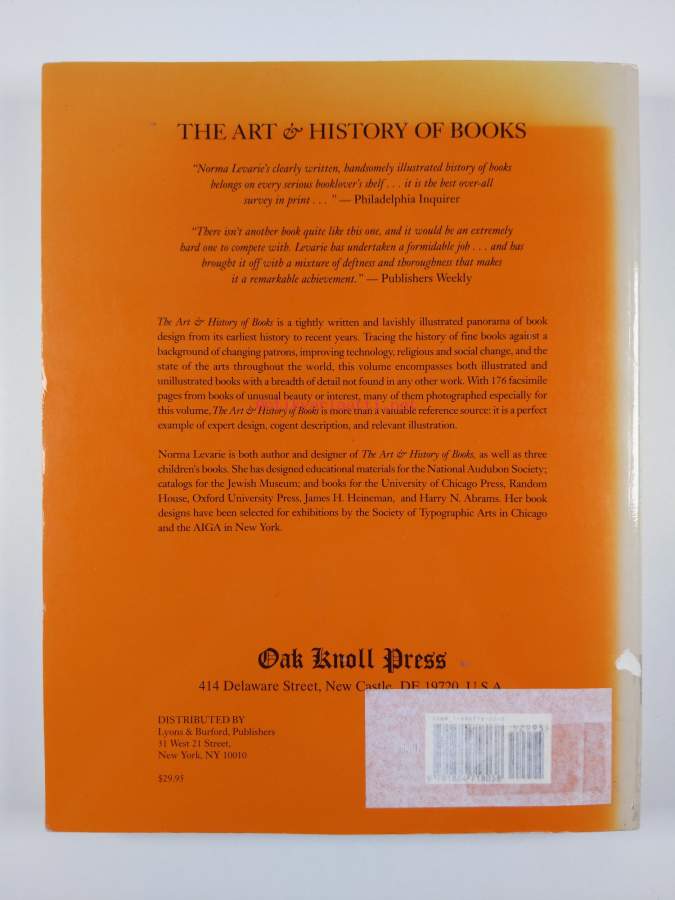 THE ART & HISTORY OF BOOKS
“Norma Levarie’s clearly written, handsomely illustrated history of books
belongs on every serious booklover’s shelf . . . it is the best over-all
survey in print . . . ” — Philadelphia Inquirer
“There isn’t another book quite like this one, and it would be an extremely
hard one to compete with. Levarie has undertaken a formidable job . . . and has
brought it off with a mixture of deftness and thoroughness that makes
it a remarkable achievement.” — Publishers Weekly
The Art & History of Books is a tightly written and lavishly illustrated panorama of book
design from its earliest history to recent years. Tracing the history of fine books against a
background of changing patrons, improving technology, religious and social change, and the
state of the arts throughout the world, this volume encompasses both illustrated and
unillustrated books with a breadth of detail not found in any other work. With 176 facsimile
pages from books of unusual beauty or interest, many of them photographed especially for
this volume, The Art & History of Books is more than a valuable reference source: it is a perfect
example of expert design, cogent description, and relevant illustration.
Norma Levarie is both author and designer of The Art & History of Books, as well as three
children’s books. She has designed educational materials for the National Audubon Society;
catalogs for the Jewish Museum; and books for the University of Chicago Press, Random
House, Oxford University Press, James H. Heineman, and Harry N. Abrams. Her book
designs have been selected for exhibitions by the Society of Typographic Arts in Chicago
and the AIGA in New York.
Oak Knoll Press
414 Delaware Street, New Castle, DE 19720, U.S.A.
DISTRIBUTED BY
Lyons & Burford, Publishers
31 West 21 Street,
New York, NY 10010
$29.95